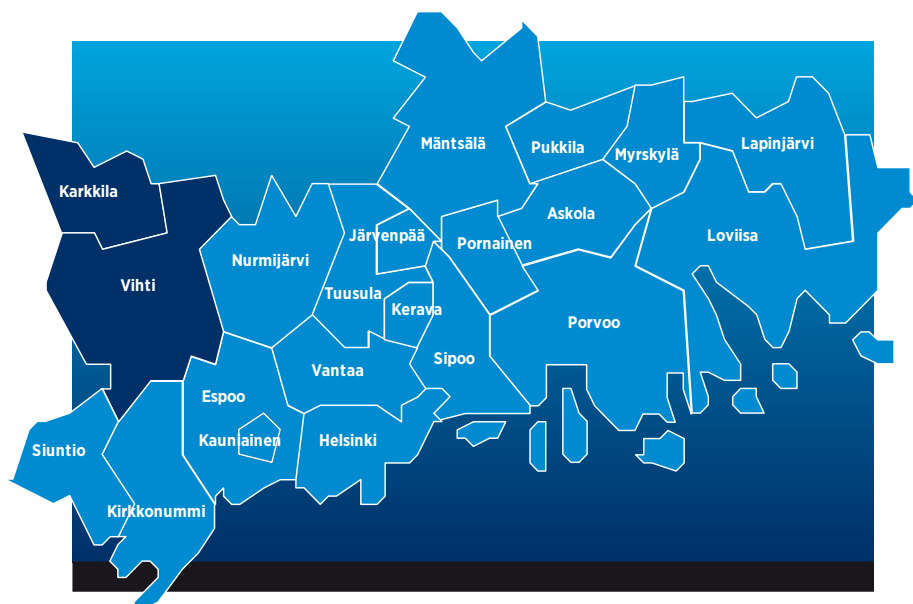 Mäntsälä
Pukkila
Myrskylä
Lapinjärvi
Karkkila
Askola
Järvenpää
Pornainen
Loviisa
Nurmijärvi
Vihti
Tuusula
Kerava
Porvoo
Sipoo
Vantaa
Espoo
Kauniainen
Helsinki
Siuntio
Kirkkonummi